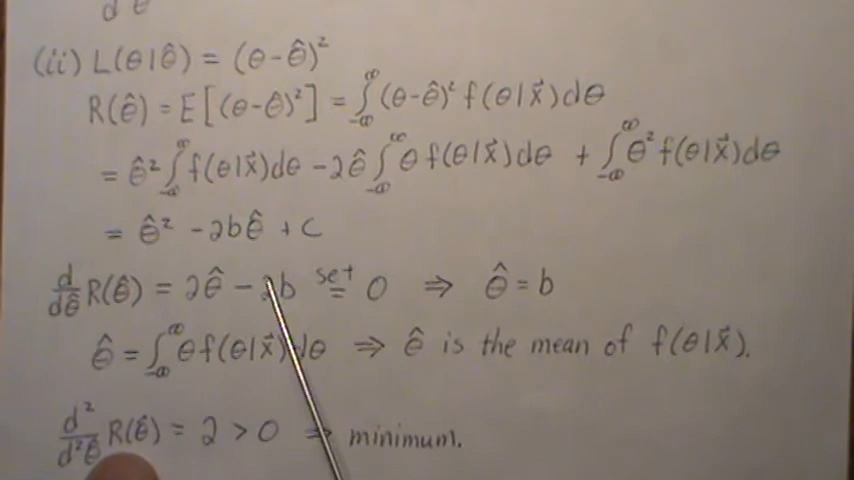 d θ
(ii) L(θ|θ̂) = (θ-θ̂)²
R(θ̂) = E[(θ-θ̂)²] = ∫_{-∞}^{∞} (θ-θ̂)² f(θ|x⃗)dθ
= θ̂² ∫_{-∞}^{∞} f(θ|x⃗)dθ - 2θ̂ ∫_{-∞}^{∞} θ f(θ|x⃗)dθ + ∫_{-∞}^{∞} θ² f(θ|x⃗)dθ
= θ̂² - 2bθ̂ + c
d/dθ̂ R(θ̂) = 2θ̂ - 2b set = 0 ⇒ θ̂ = b
θ̂ = ∫_{-∞}^{∞} θ f(θ|x⃗) dθ ⇒ θ̂ is the mean of f(θ|x⃗).
d²/d²θ̂ R(θ̂) = 2 > 0 ⇒ minimum.